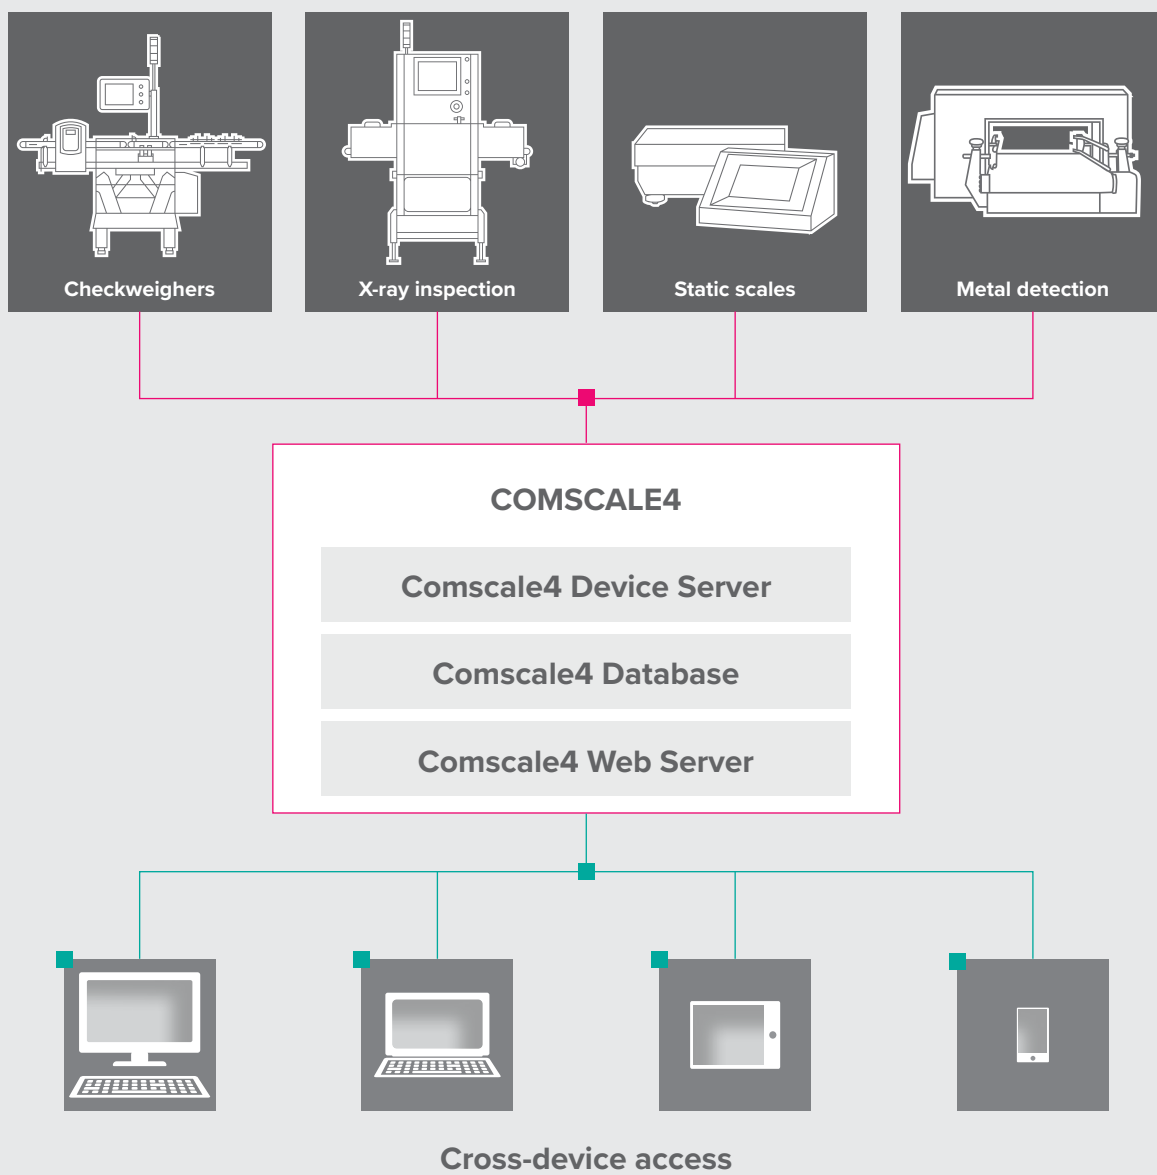 Checkweighers
X-ray inspection
Static scales
Metal detection
COMSCALE4
Comscale4 Device Server
Comscale4 Database
Comscale4 Web Server
Cross-device access